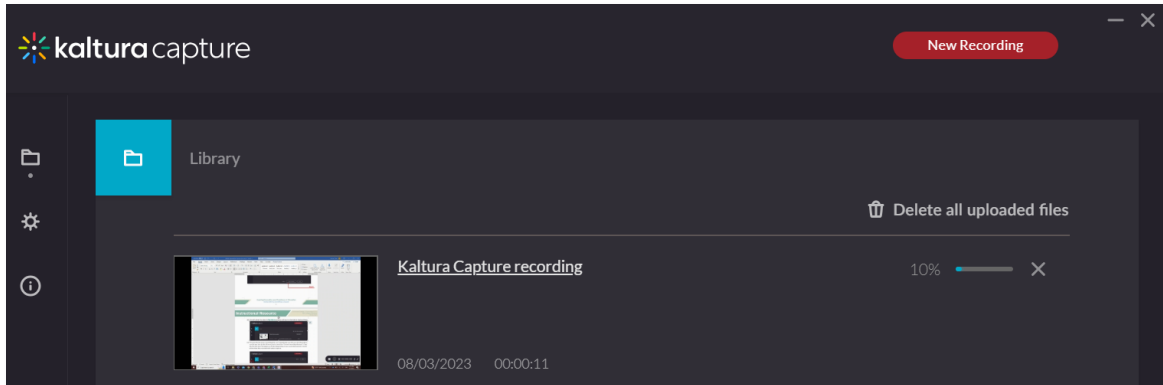 kaltura capture
New Recording
Library
Delete all uploaded files
Kaltura Capture recording
10%
08/03/2023 00:00:11